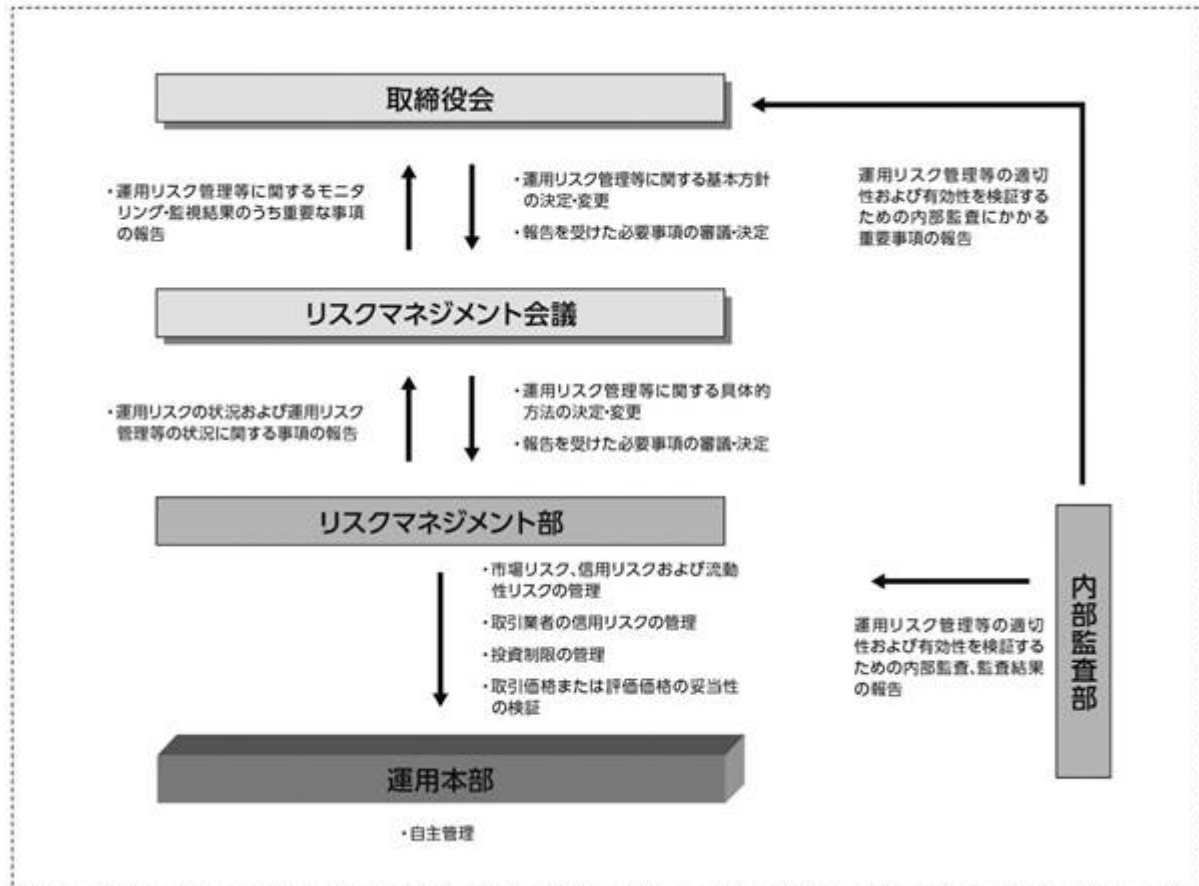 取締役会
・運用リスク管理等に関するモニタ
リング・監視結果のうち重要な事項
の報告
・運用リスク管理等に関する基本方針
の決定・変更
・報告を受けた必要事項の審議・決定
運用リスク管理等の適切
性および有効性を検証する
ための内部監査にかかる
重要事項の報告
リスクマネジメント会議
・運用リスクの状況および運用リスク
管理等の状況に関する事項の報告
・運用リスク管理等に関する具体的
方法の決定・変更
・報告を受けた必要事項の審議・決定
リスクマネジメント部
・市場リスク、信用リスクおよび流動
性リスクの管理
・取引業者の信用リスクの管理
・投資制限の管理
・取引価格または評価価格の妥当性
の検証
運用リスク管理等の適切
性および有効性を検証する
ための内部監査、監査結果
の報告
内部監査部
運用本部
・自主管理